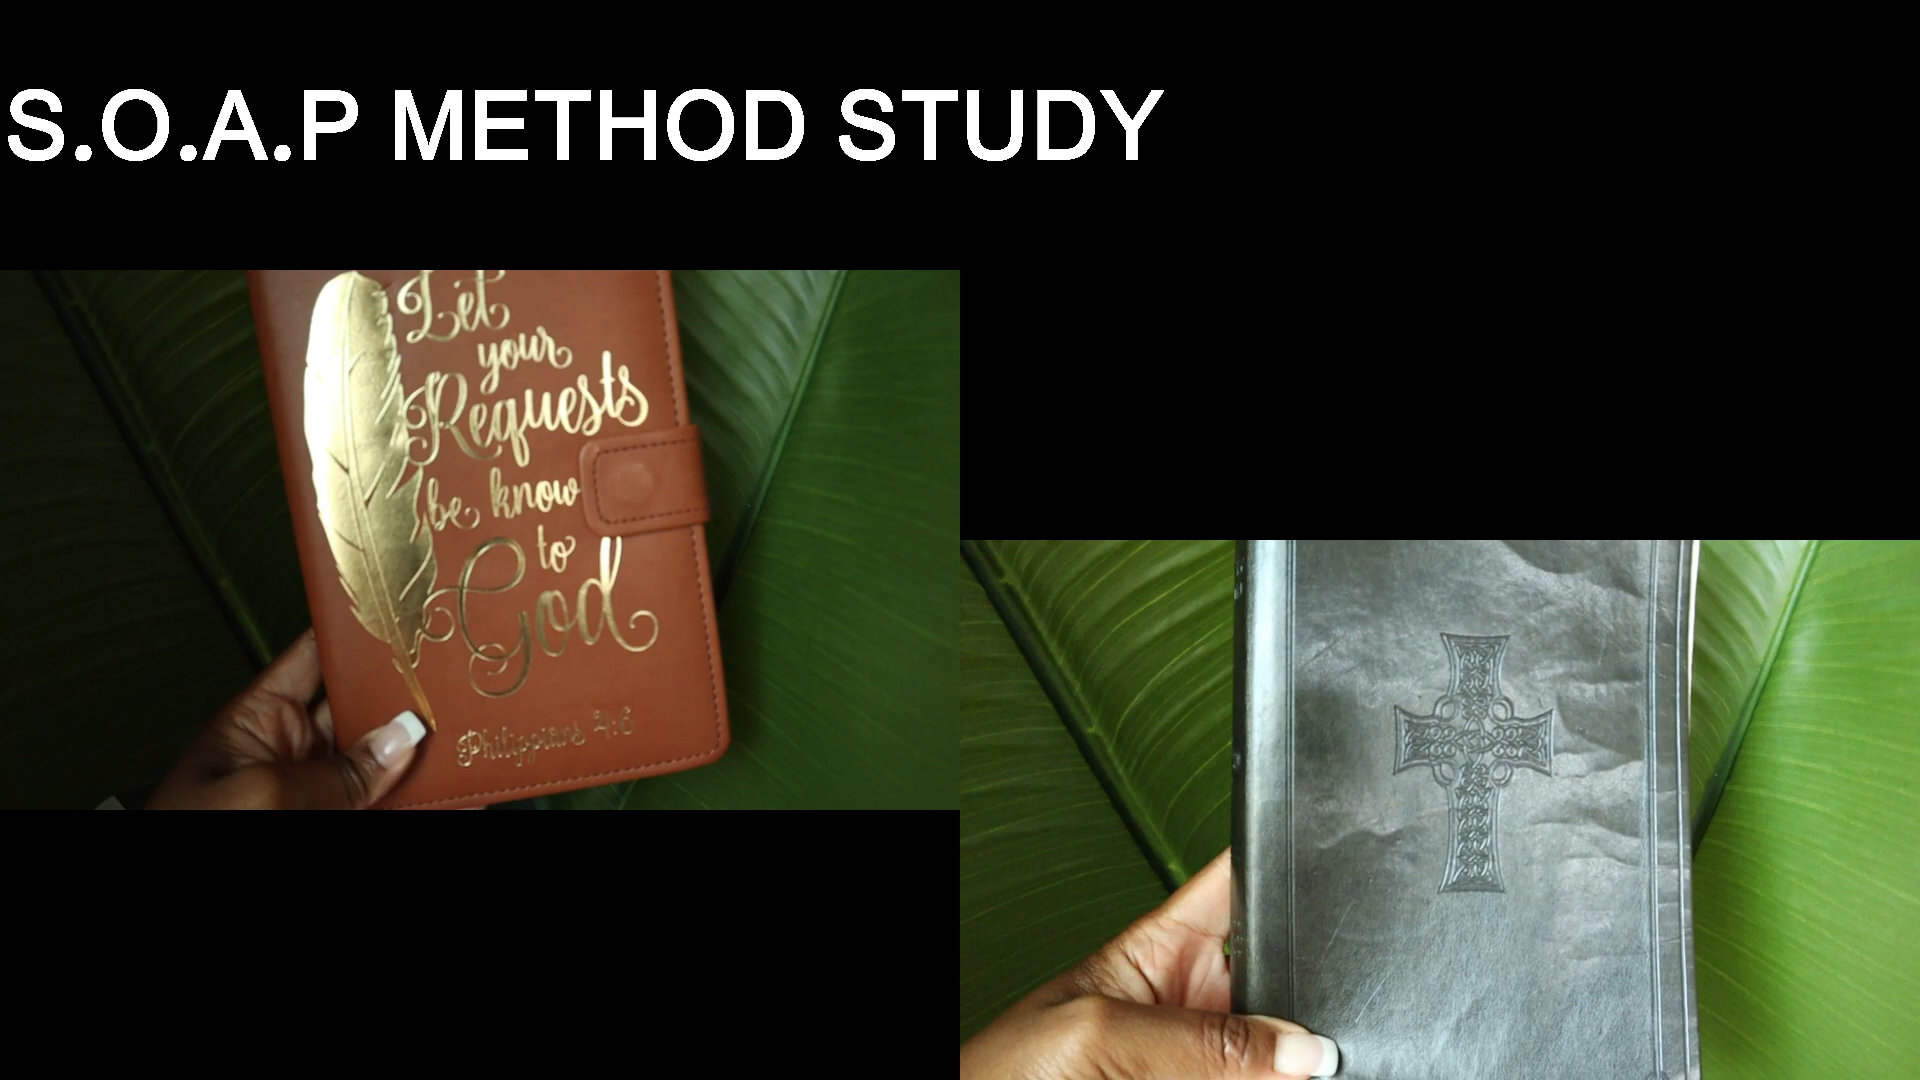 S.O.A.P METHOD STUDY
Let
your
Requests
be know
to
God
Philippians 4:6